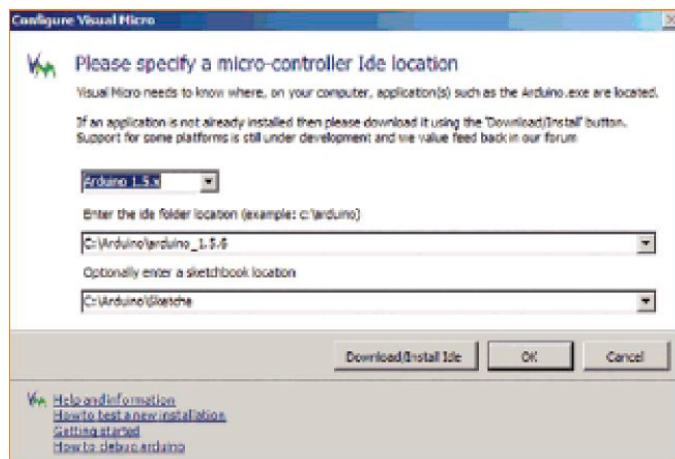 Configure Visual Micro
Please specify a micro-controller Ide location
Visual Micro needs to know where, on your computer, application(s) such as the Arduino.exe are located.
If an application is not already installed then please download it using the 'Download/Install' button.
Support for some platforms is still under development and we value feed back in our forum
Arduino 1.5.x
Enter the ide folder location (example: c:\arduino)
C:\Arduino\arduino_1.5.6
Optionally enter a sketchbook location
C:\Arduino\Sketche
Download/Install Ide
OK
Cancel
Help and information
How to test a new installation
Getting started
How to debug arduino